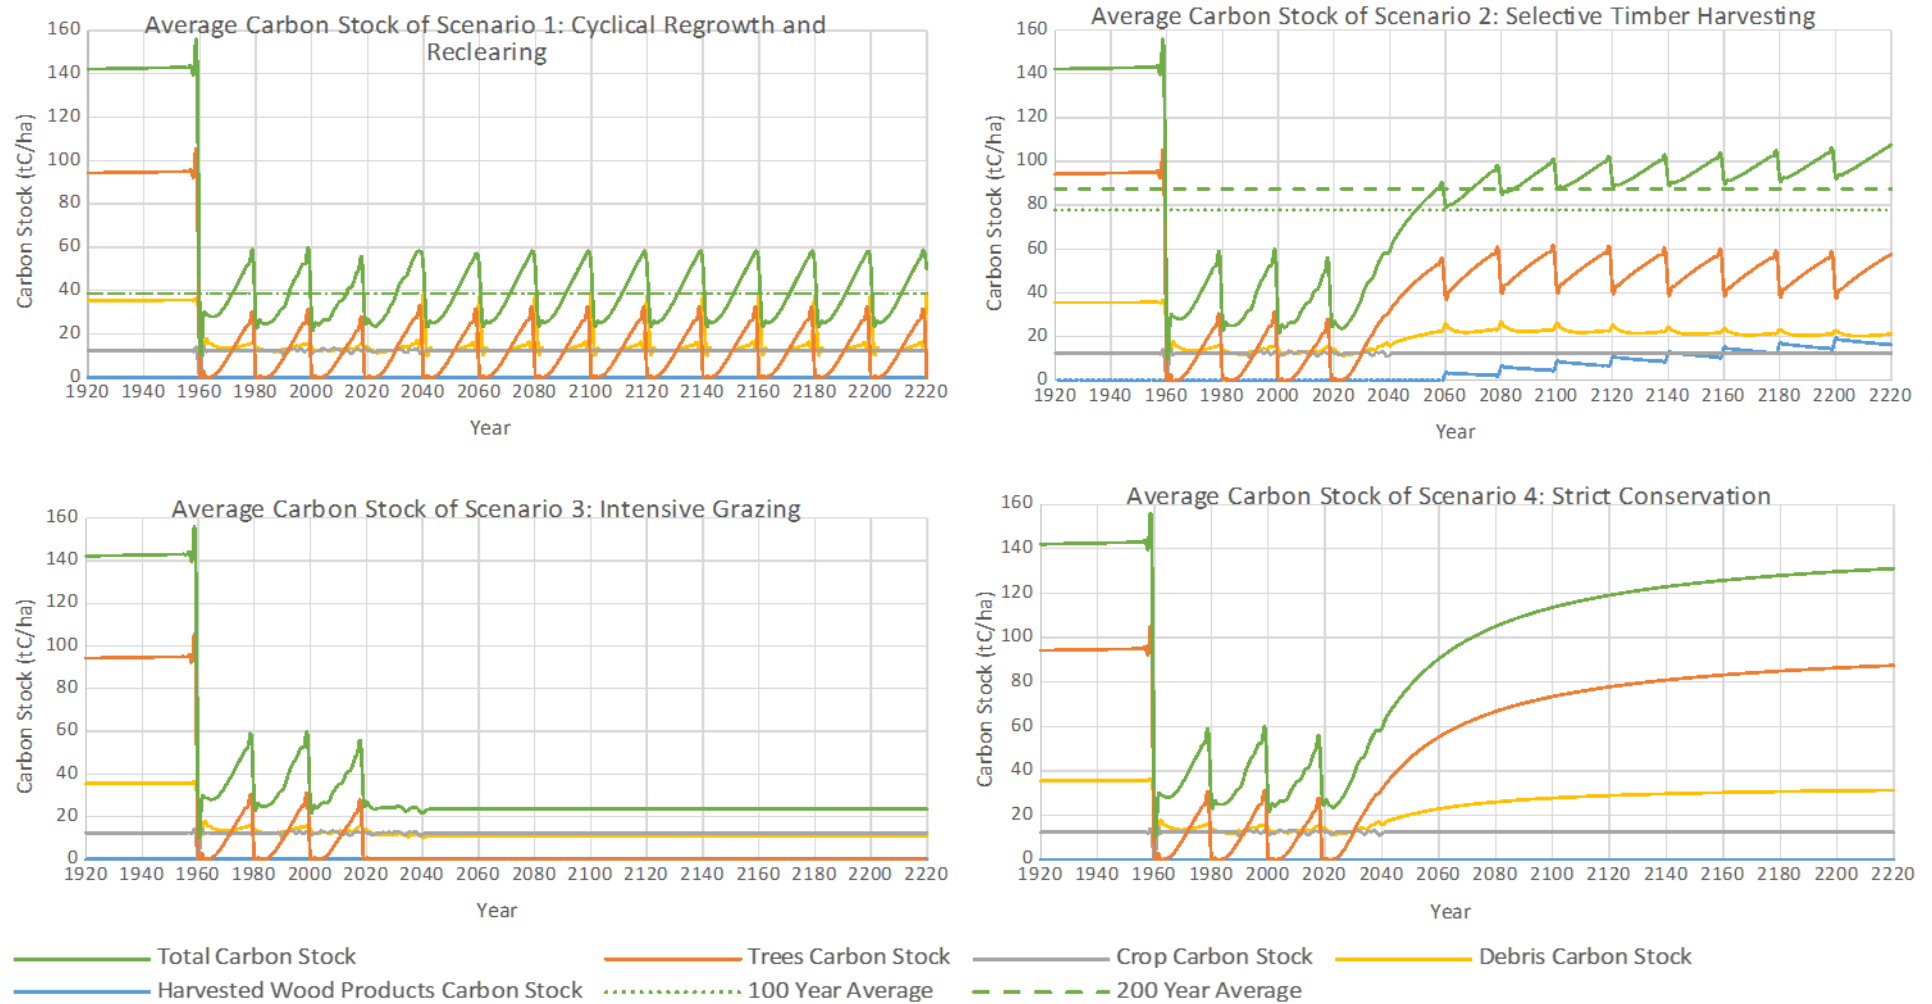 Average Carbon Stock of Scenario 1: Cyclical Regrowth and
Reclearing
Carbon Stock (tC/ha)
160
140
120
100
80
60
40
20
0
1920 1940 1960 1980 2000 2020 2040 2060 2080 2100 2120 2140 2160 2180 2200 2220
Year
Average Carbon Stock of Scenario 2: Selective Timber Harvesting
Carbon Stock (tC/ha)
160
140
120
100
80
60
40
20
0
1920 1940 1960 1980 2000 2020 2040 2060 2080 2100 2120 2140 2160 2180 2200 2220
Year
Average Carbon Stock of Scenario 3: Intensive Grazing
Carbon Stock (tC/ha)
160
140
120
100
80
60
40
20
0
1920 1940 1960 1980 2000 2020 2040 2060 2080 2100 2120 2140 2160 2180 2200 2220
Year
Average Carbon Stock of Scenario 4: Strict Conservation
Carbon Stock (tC/ha)
160
140
120
100
80
60
40
20
0
1920 1940 1960 1980 2000 2020 2040 2060 2080 2100 2120 2140 2160 2180 2200 2220
Year
Total Carbon Stock Trees Carbon Stock Crop Carbon Stock Debris Carbon Stock
Harvested Wood Products Carbon Stock 100 Year Average 200 Year Average